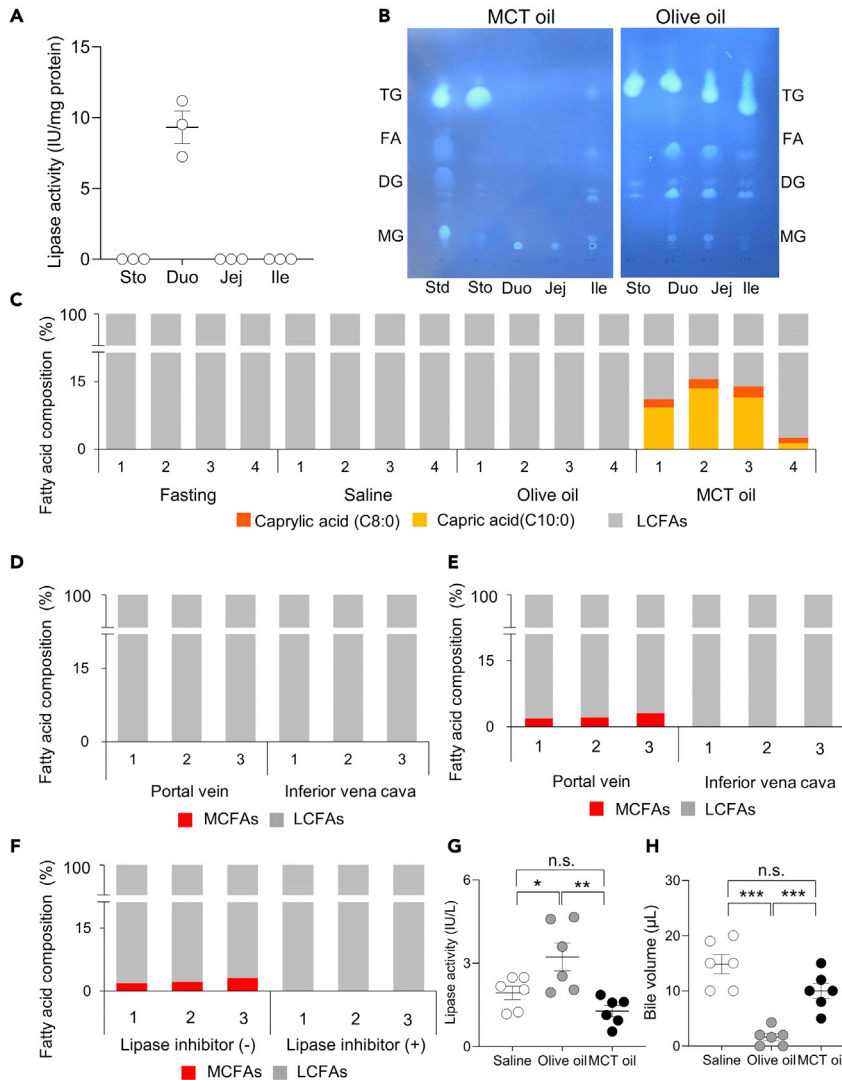 A
Lipase activity (IU/mg protein)
15
10
5
0
Sto Duo Jej Ile
B
MCT oil Olive oil
TG TG
FA FA
DG DG
MG MG
Std Sto Duo Jej Ile Sto Duo Jej Ile
C
Fatty acid composition (%)
100
15
0
1 2 3 4 1 2 3 4 1 2 3 4 1 2 3 4
Fasting Saline Olive oil MCT oil
Caprylic acid (C8:0) Capric acid(C10:0) LCFAs
D
Fatty acid composition (%)
100
15
0
1 2 3 1 2 3
Portal vein Inferior vena cava
MCFAs LCFAs
E
Fatty acid composition (%)
100
15
0
1 2 3 1 2 3
Portal vein Inferior vena cava
MCFAs LCFAs
F
Fatty acid composition (%)
100
15
0
1 2 3 1 2 3
Lipase inhibitor (-) Lipase inhibitor (+)
MCFAs LCFAs
G
Lipase activity (IU/L)
n.s.
* **
6
3
0
Saline Olive oil MCT oil
H
Bile volume (µL)
n.s.
*** ***
30
20
10
0
Saline Olive oil MCT oil